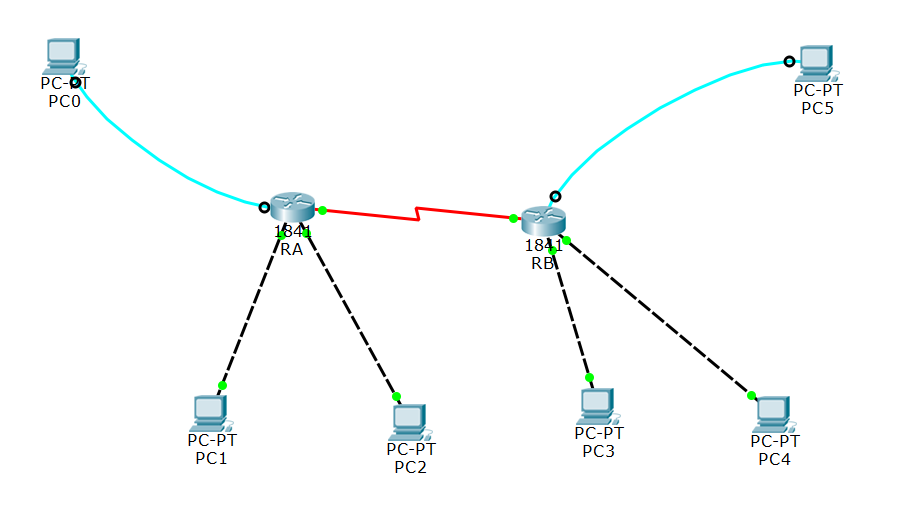 PC-PT
PC0
PC-PT
PC5
1841
RA
1841
RB
PC-PT
PC1
PC-PT
PC2
PC-PT
PC3
PC-PT
PC4